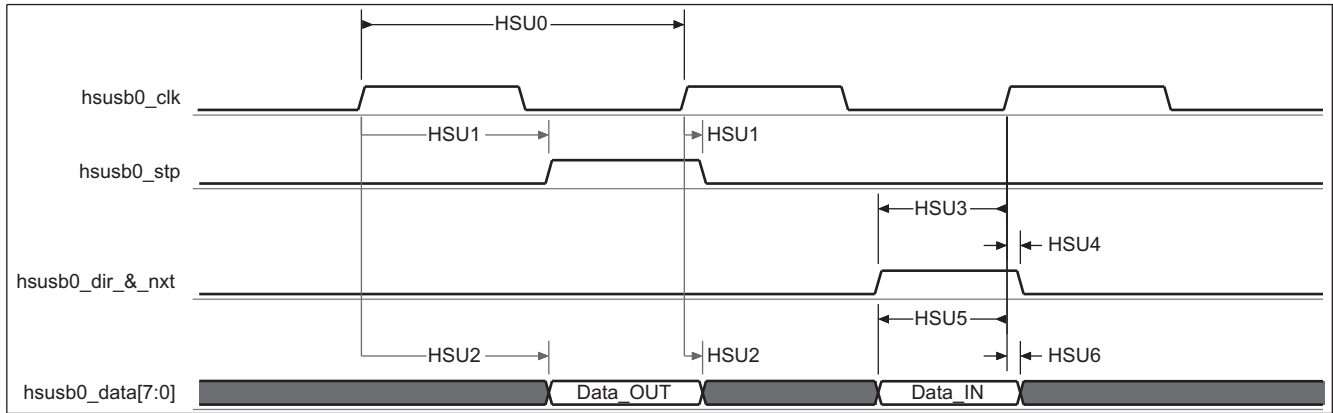 HSU0
hsusb0_clk
HSU1 HSU1
hsusb0_stp
HSU3
HSU4
hsusb0_dir_&_nxt
HSU5
HSU2 HSU2 HSU6
hsusb0_data[7:0] Data_OUT Data_IN